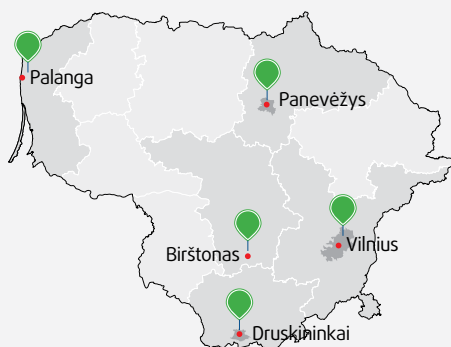 Palanga
Panevėžys
Vilnius
Birštonas
Druskininkai